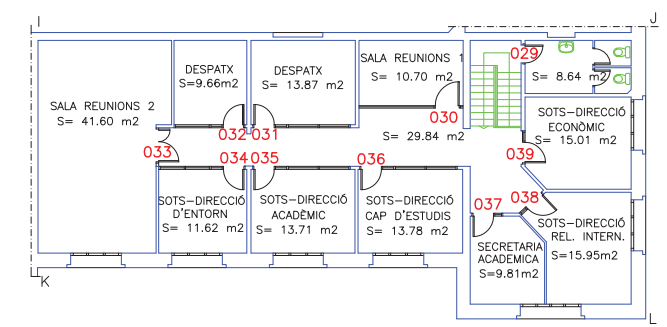 I
J
029
SALA REUNIONS 1
S= 10.70 m2
DESPATX
S=9.66m2
DESPATX
S= 13.87 m2
S= 8.64 m2
SALA REUNIONS 2
S= 41.60 m2
030
SOTS-DIRECCIÓ
ECONÒMIC
S= 15.01 m2
032
031
S= 29.84 m2
033
034
035
036
039
SOTS-DIRECCIÓ
D'ENTORN
S= 11.62 m2
SOTS-DIRECCIÓ
ACADÈMIC
S= 13.71 m2
SOTS-DIRECCIÓ
CAP D'ESTUDIS
S= 13.78 m2
037
038
SOTS-DIRECCIÓ
REL. INTERN.
S=15.95m2
SECRETARIA
ACADEMICA
S=9.81m2
K
L